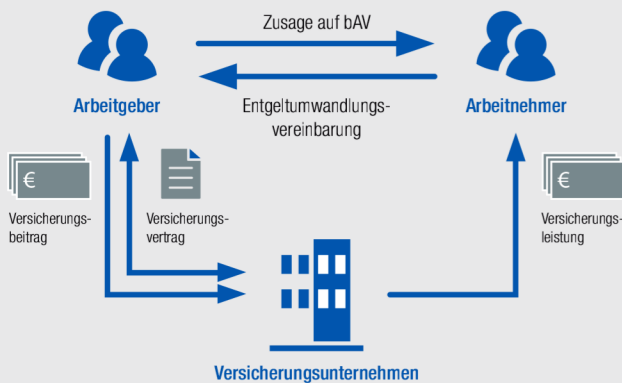 Zusage auf bAV
Arbeitgeber
Entgeltumwandlungs-
vereinbarung
Arbeitnehmer
€
Versicherungs-
beitrag
Versicherungs-
vertrag
€
Versicherungs-
leistung
Versicherungsunternehmen